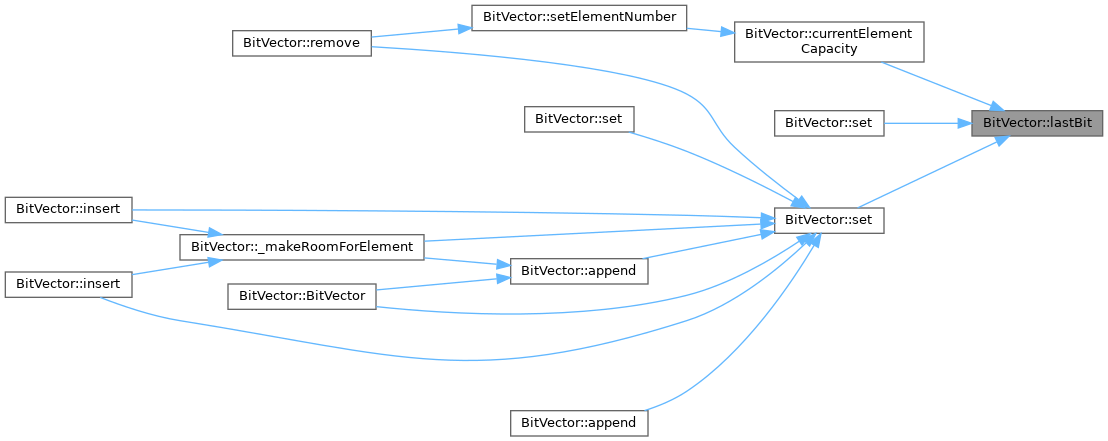 BitVector::setElementNumber
BitVector::currentElement
Capacity
BitVector::remove
BitVector::set
BitVector::set
BitVector::lastBit
BitVector::insert
BitVector::set
BitVector::_makeRoomForElement
BitVector::append
BitVector::insert
BitVector::BitVector
BitVector::append